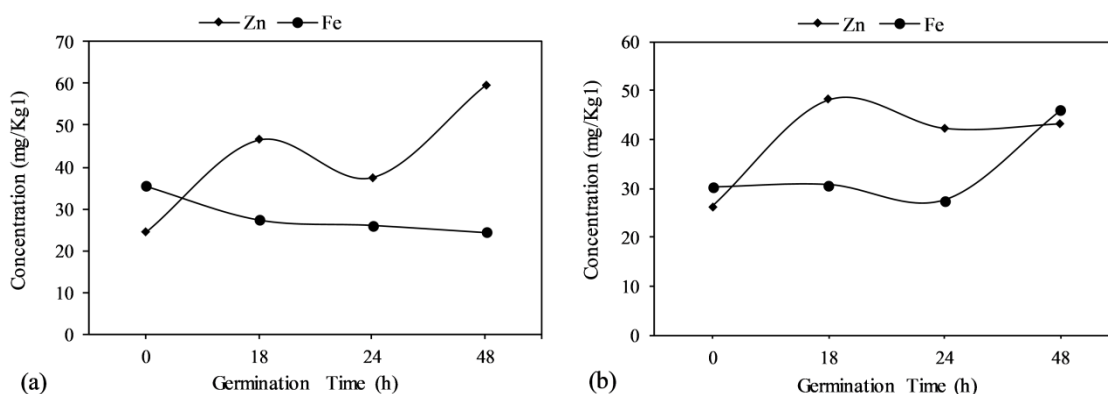 Zn Fe
70
60
50
40
30
20
10
0
Concentration (mg/Kg1)
0 18 24 48
Germination Time (h)
(a)
Zn Fe
60
50
40
30
20
10
0
Concentration (mg/Kg1)
0 18 24 48
Germination Time (h)
(b)